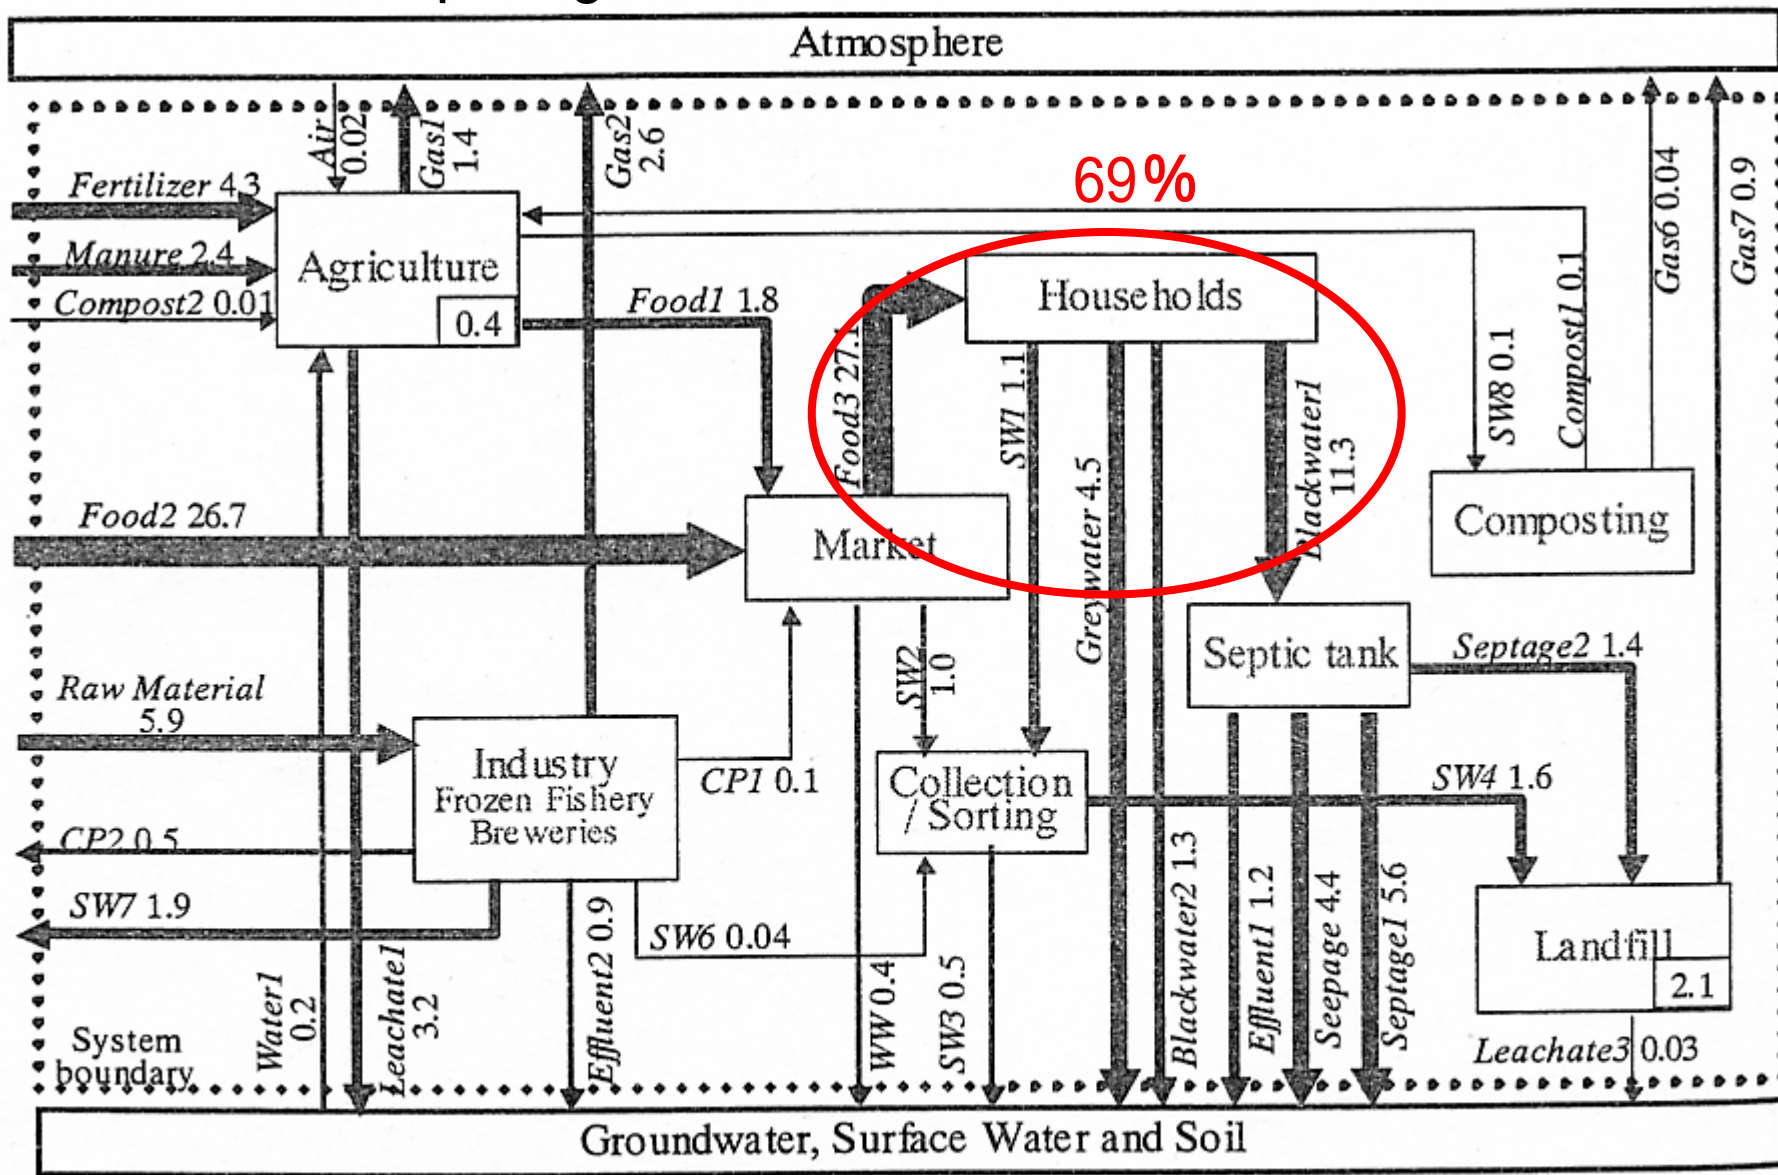 Atmosphere
Air
0.02
Gas1
1.4
Gas2
2.6
69%
Gas6 0.04
Gas7 0.9
Fertilizer 4.3
Manure 2.4
Compost2 0.01
Agriculture
0.4
Food1 1.8
Households
Food3 27.1
SW1 1.1
Greywater 4.5
Blackwater1
11.3
SW8 0.1
Compost1 0.1
Composting
Food2 26.7
Market
Septic tank
Septage2 1.4
Raw Material
5.9
Industry
Frozen Fishery
Breweries
CP1 0.1
SW2
1.0
Collection
/ Sorting
SW4 1.6
CP2 0.5
SW7 1.9
SW6 0.04
Landfill
2.1
Water1
0.2
Leachate1
3.2
Effluent2 0.9
WW 0.4
SW3 0.5
Blackwater2 1.3
Effluent1 1.2
Seepage 4.4
Septage1 5.6
Leachate3 0.03
System
boundary
Groundwater, Surface Water and Soil